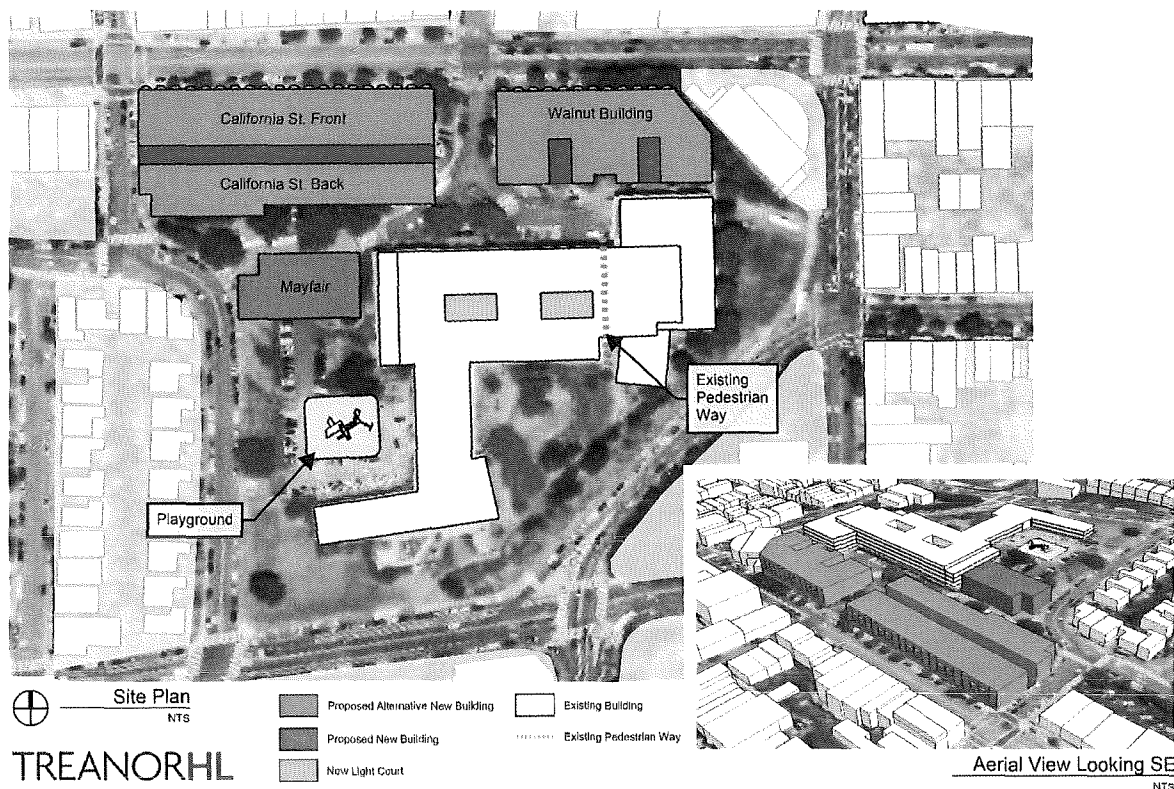 California St. Front
Walnut Building
California St. Back
Mayfair
Existing
Pedestrian
Way
Playground
Site Plan
NTS
Proposed Alternative New Building
Existing Building
Proposed New Building
Existing Pedestrian Way
New Light Court
TREANORHL
Aerial View Looking SE
NTS